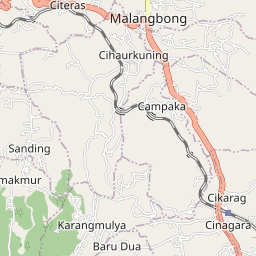 Citeras
Malangbong
Cihaurkuning
Campaka
Sanding
makmur
Cikarag
Karangmulya
Cinagara
Baru Dua